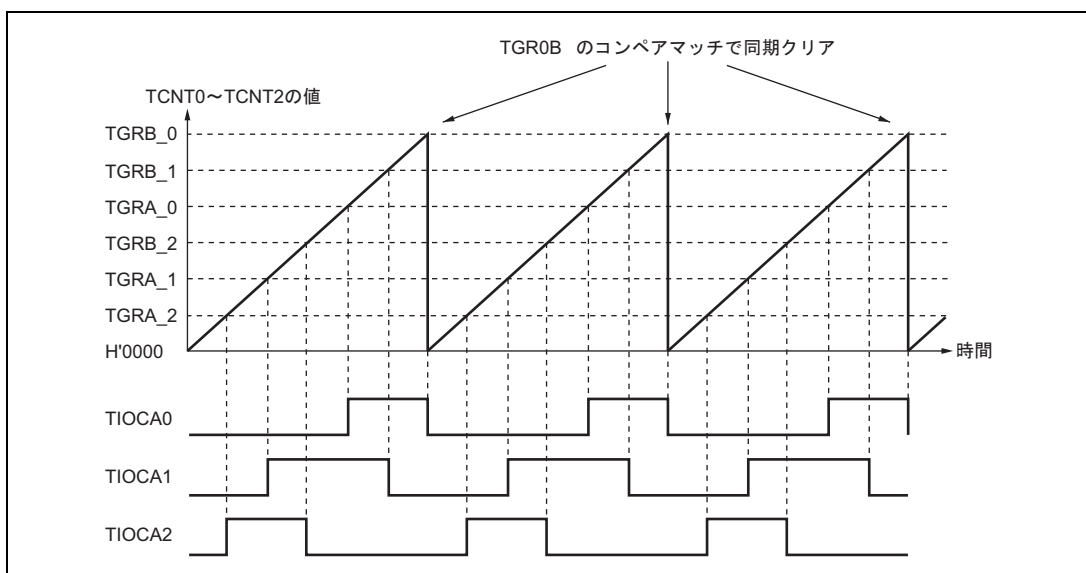 TGR0B のコンペアマッチで同期クリア
TCNT0～TCNT2の値
TGRB_0
TGRB_1
TGRA_0
TGRB_2
TGRA_1
TGRA_2
H'0000
時間
TIOCA0
TIOCA1
TIOCA2